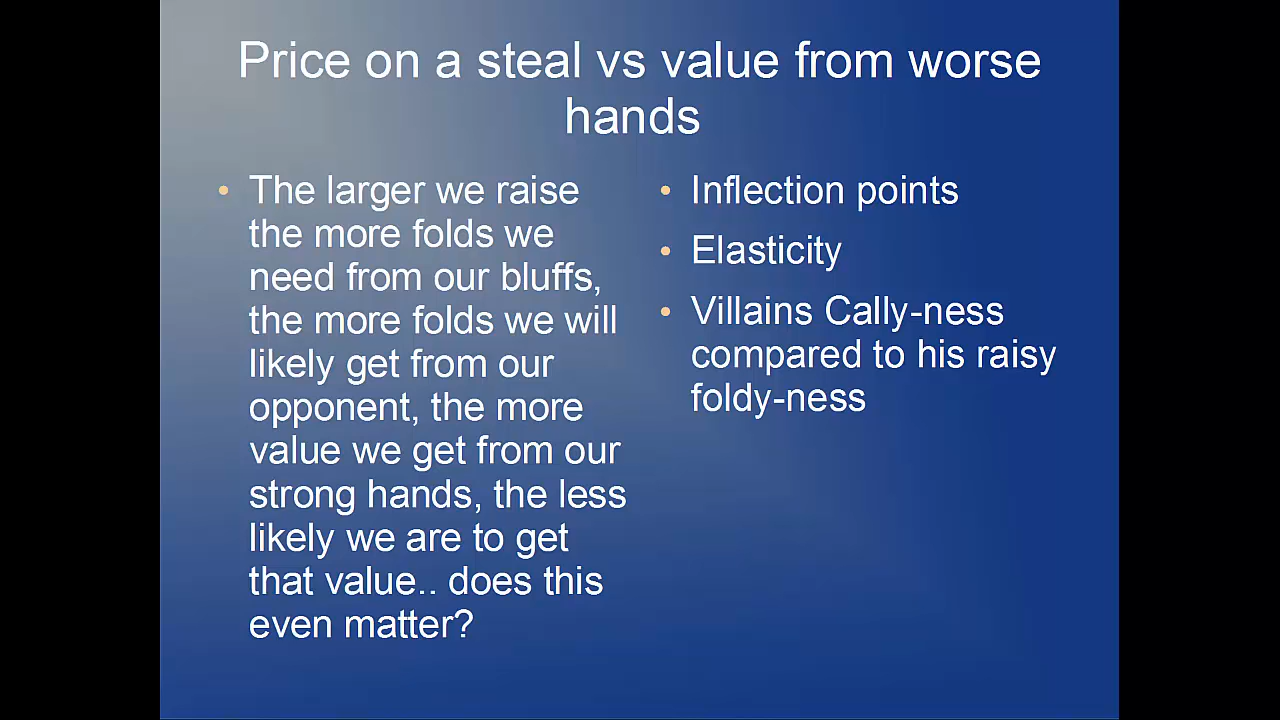 Price on a steal vs value from worse
hands
• The larger we raise
the more folds we
need from our bluffs,
the more folds we will
likely get from our
opponent, the more
value we get from our
strong hands, the less
likely we are to get
that value.. does this
even matter?
• Inflection points
• Elasticity
• Villains Cally-ness
compared to his raisy
foldy-ness